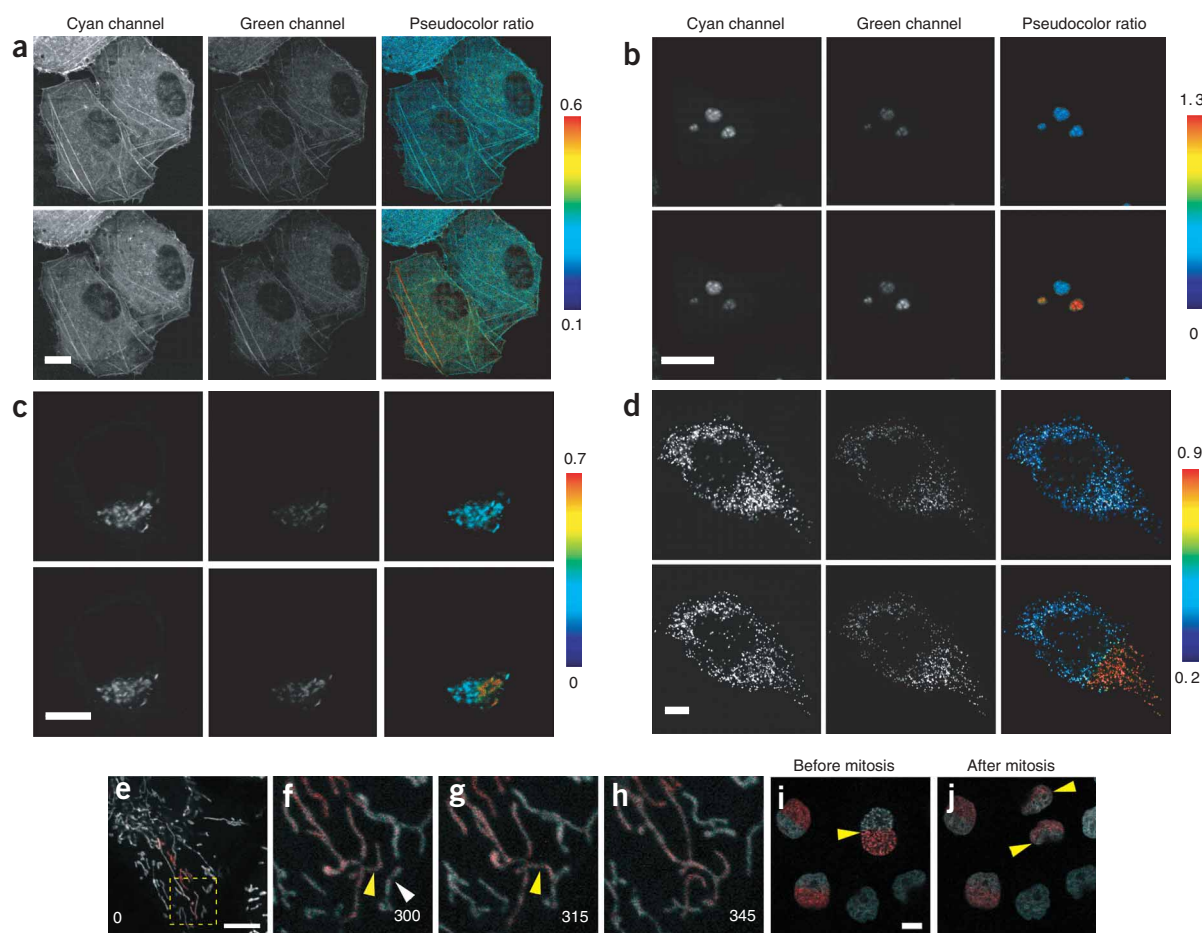 a
Cyan channel Green channel Pseudocolor ratio
0.6
0.1
b
Cyan channel Green channel Pseudocolor ratio
1.3
0
c
0.7
0
d
0.9
0.2
e
0
f
300
g
315
h
345
Before mitosis
i
After mitosis
j